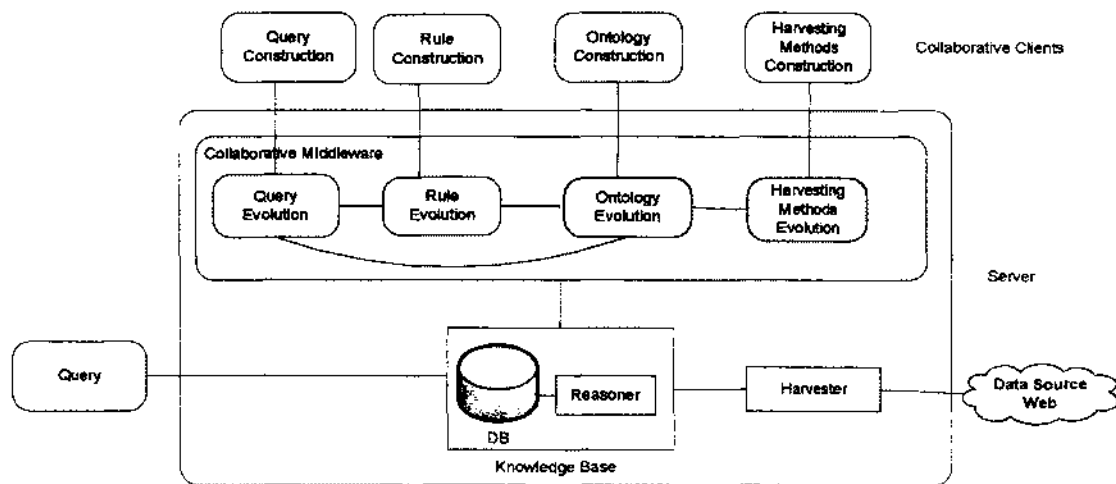 Query
Construction
Rule
Construction
Ontology
Construction
Harvesting
Methods
Construction
Collaborative Clients
Collaborative Middleware
Query
Evolution
Rule
Evolution
Ontology
Evolution
Harvesting
Methods
Evolution
Server
Query
Reasoner
DB
Knowledge Base
Harvester
Data Source
Web